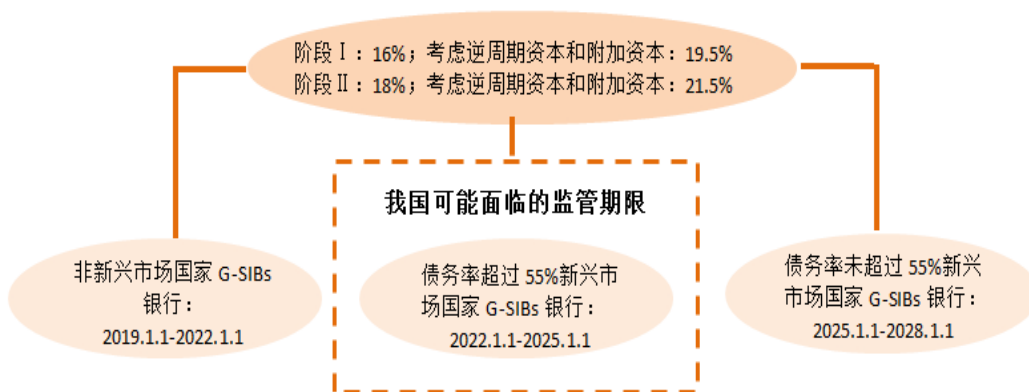 阶段Ⅰ：16%；考虑逆周期资本和附加资本：19.5%
阶段Ⅱ：18%；考虑逆周期资本和附加资本：21.5%
我国可能面临的监管期限
非新兴市场国家 G-SIBs
银行：
2019.1.1-2022.1.1
债务率超过 55%新兴市
场国家 G-SIBs 银行：
2022.1.1-2025.1.1
债务率未超过 55%新兴
市场国家 G-SIBs 银行：
2025.1.1-2028.1.1